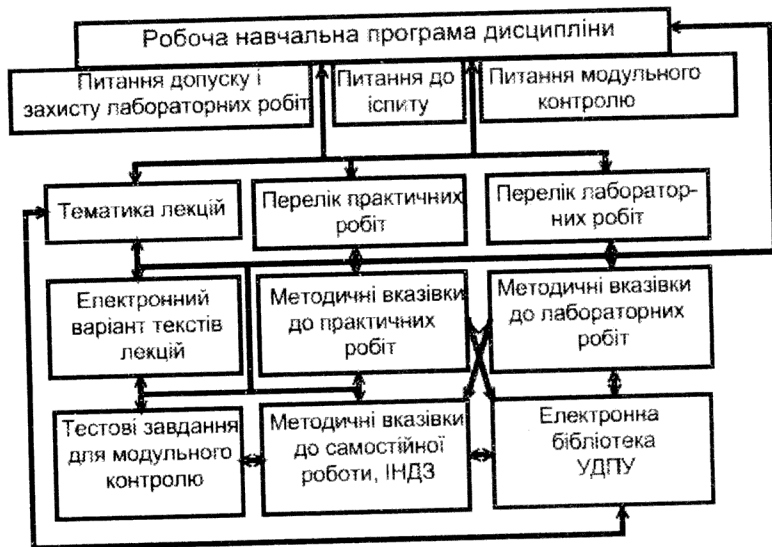 Робоча навчальна програма дисципліни
Питання допуску і
захисту лабораторних робіт
Питання до
іспиту
Питання модульного
контролю
Тематика лекцій
Перелік практичних
робіт
Перелік лаборатор-
них робіт
Електронний
варіант текстів
лекцій
Методичні вказівки
до практичних
робіт
Методичні вказівки
до лабораторних
робіт
Тестові завдання
для модульного
контролю
Методичні вказівки
до самостійної
роботи, ІНДЗ
Електронна
бібліотека
УДПУ